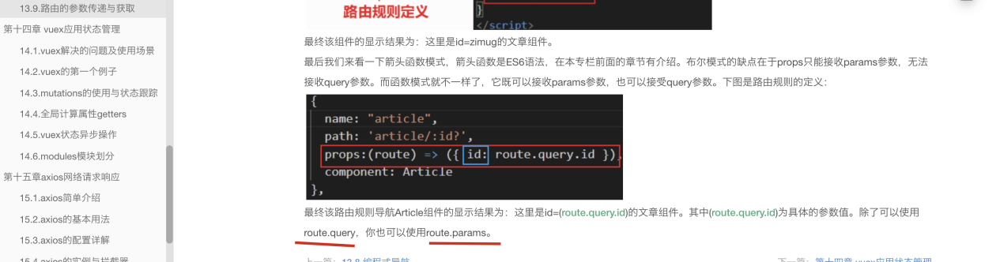 13.9.路由的参数传递与获取
第十四章 vuex应用状态管理
14.1.vuex解决的问题及使用场景
14.2.vuex的第一个例子
14.3.mutations的使用与状态跟踪
14.4.全局计算属性getters
14.5.vuex状态异步操作
14.6.modules模块划分
第十五章axios网络请求响应
15.1.axios简单介绍
15.2.axios的基本用法
15.3.axios的配置详解
15.4.axios的实例与拦截器
路由规则定义
}
</script>
最终该组件的显示结果为：这里是id=zimug的文章组件。
最后我们来看一下箭头函数模式，箭头函数是ES6语法，在本专栏前面的章节有介绍。布尔模式的缺点在于props只能接收params参数，无法
接收query参数。而函数模式就不一样了，它既可以接收params参数，也可以接受query参数。下图是路由规则的定义：
{
name: "article",
path: 'article/:id?',
props:(route) => ({ id: route.query.id }),
component: Article
},
最终该路由规则导航Article组件的显示结果为：这里是id=(route.query.id)的文章组件。其中(route.query.id)为具体的参数值。除了可以使用
route.query，你也可以使用route.params。
上一篇：13.8.编程式导航
下一篇：第十四章 vuex应用状态管理